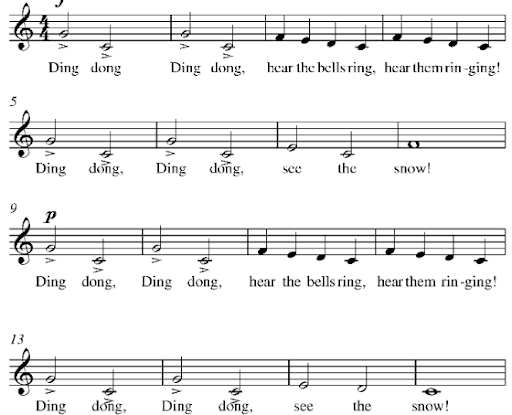 f
4
4
Ding dong Ding dong, hear the bells ring, hear them rin-ging!
5
Ding dong, Ding dong, see the snow!
9
p
Ding dong, Ding dong, hear the bells ring, hear them rin-ging!
13
Ding dong, Ding dong, see the snow!